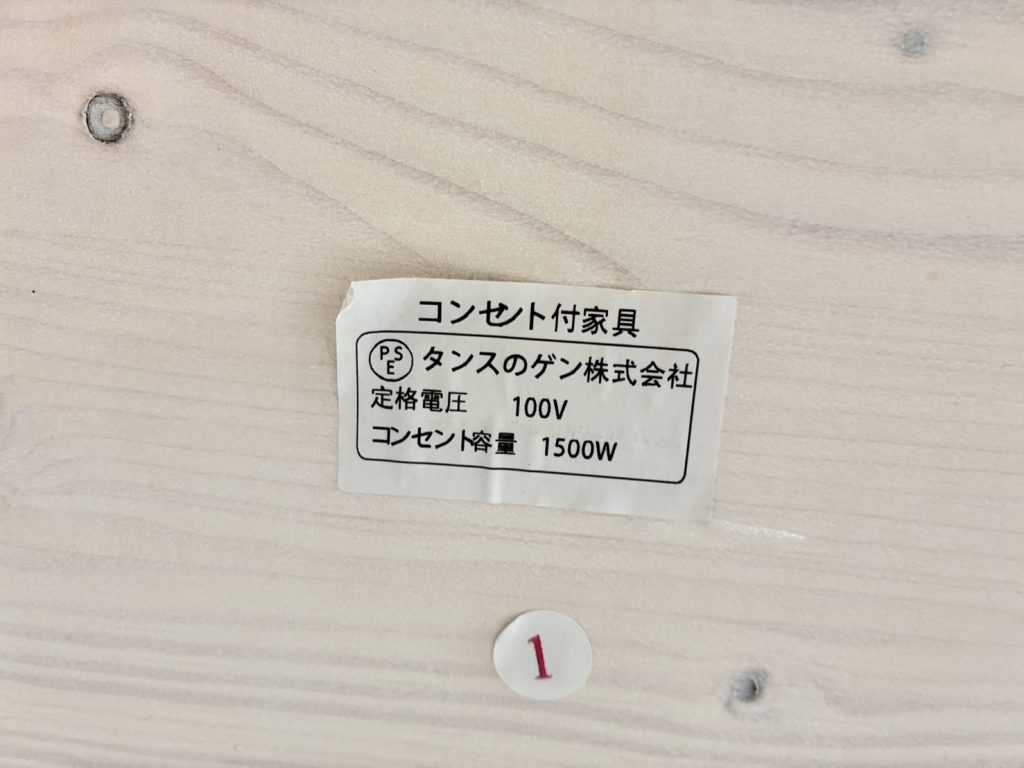 コンセント付家具
PSE タンスのゲン株式会社
定格電圧 100V
コンセント容量 1500W
1